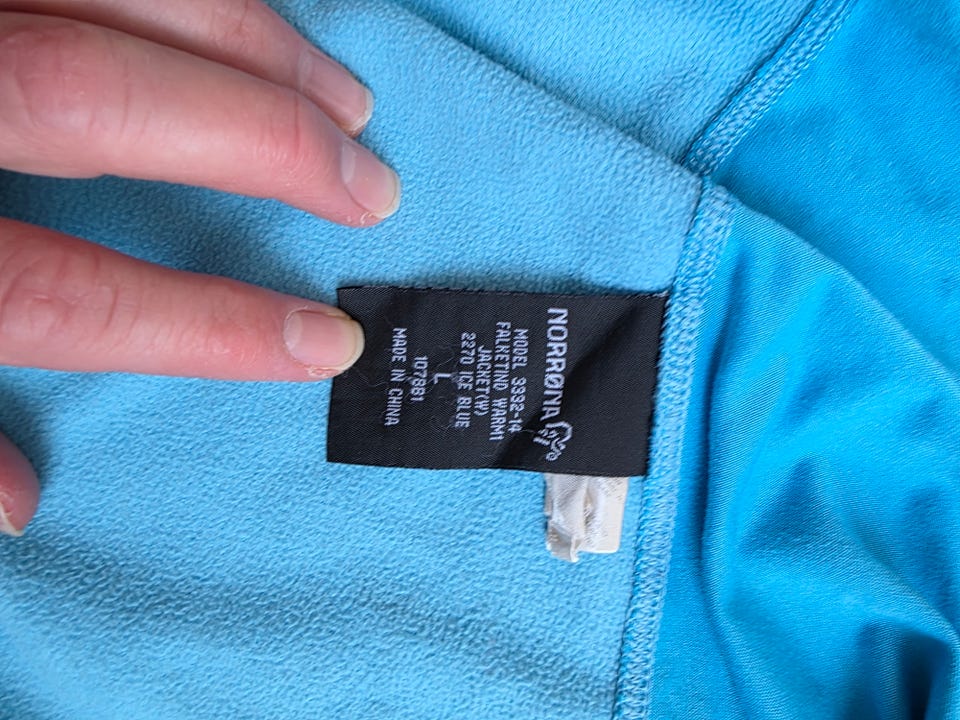 NORRØNA
MODEL 3332-14
FALKETIND WARM1
JACKET(W)
2270 ICE BLUE
L
107881
MADE IN CHINA